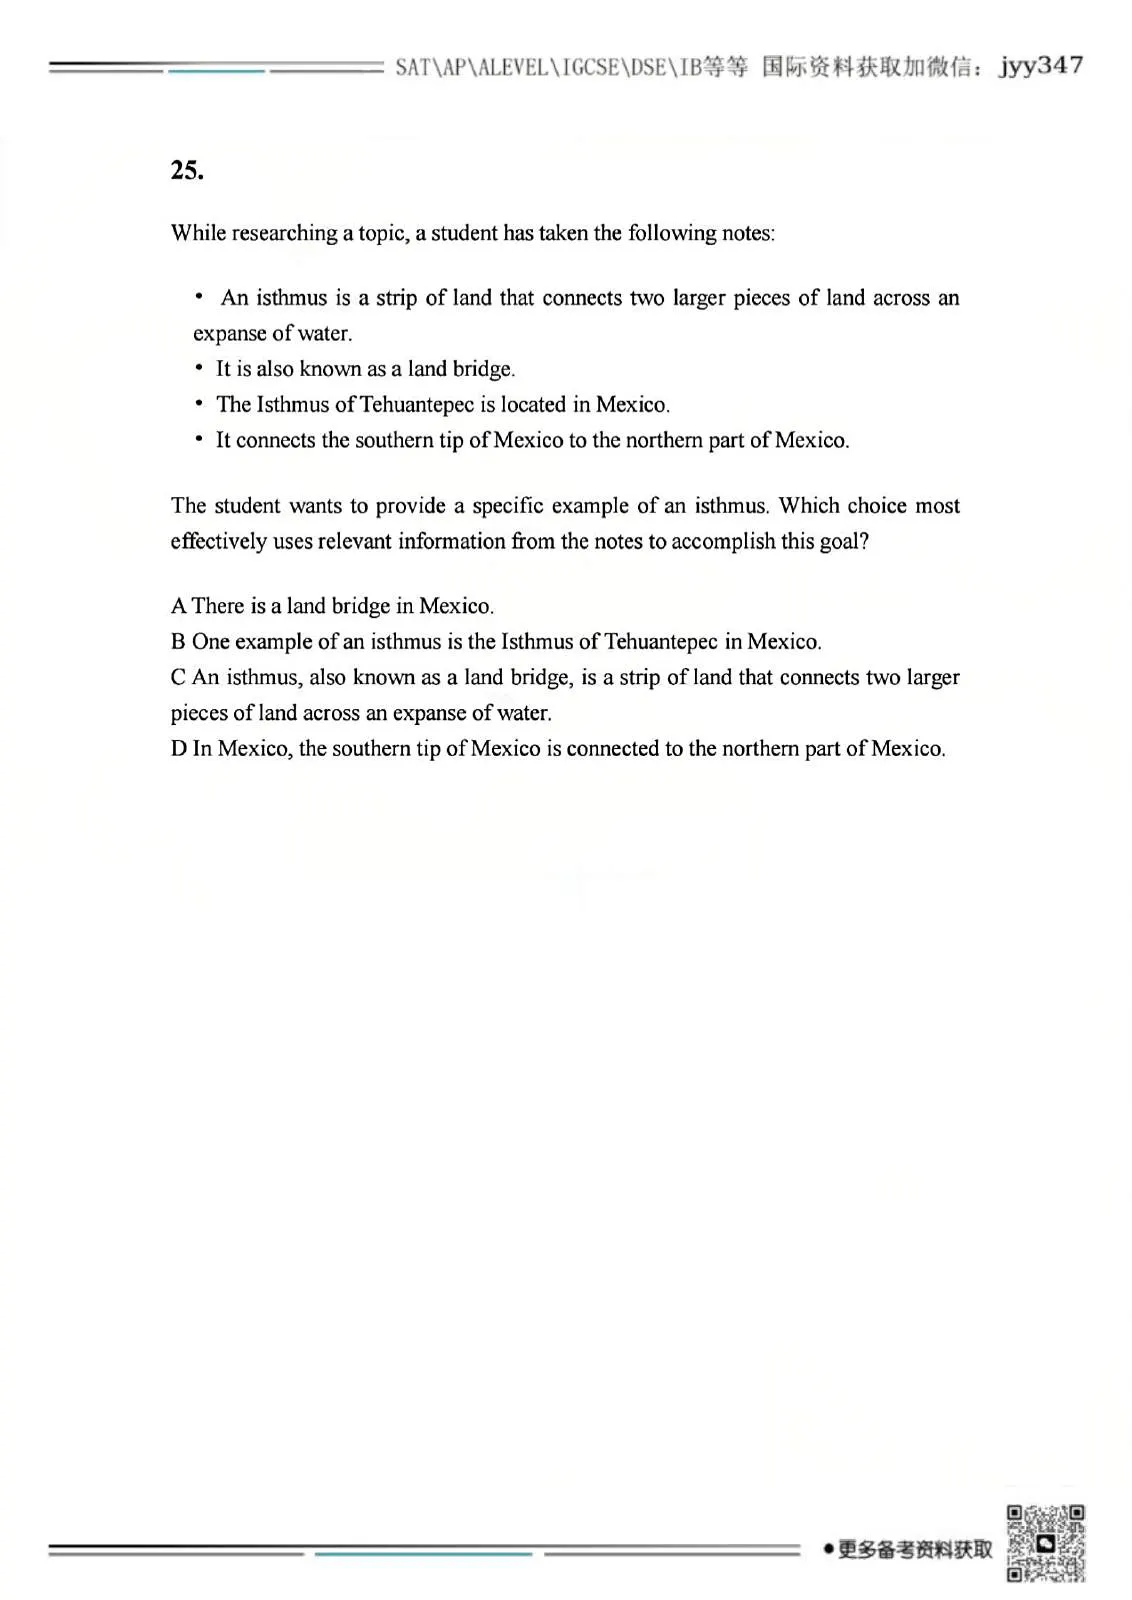 SAT\AP\ALEVEL\IGCSE\DSE\IB等等 国际资料获取加微信：jyy347
25.
While researching a topic, a student has taken the following notes:
• An isthmus is a strip of land that connects two larger pieces of land across an
expanse of water.
• It is also known as a land bridge.
• The Isthmus of Tehuantepec is located in Mexico.
• It connects the southern tip of Mexico to the northern part of Mexico.
The student wants to provide a specific example of an isthmus. Which choice most
effectively uses relevant information from the notes to accomplish this goal?
A There is a land bridge in Mexico.
B One example of an isthmus is the Isthmus of Tehuantepec in Mexico.
C An isthmus, also known as a land bridge, is a strip of land that connects two larger
pieces of land across an expanse of water.
D In Mexico, the southern tip of Mexico is connected to the northern part of Mexico.
•更多备考资料获取